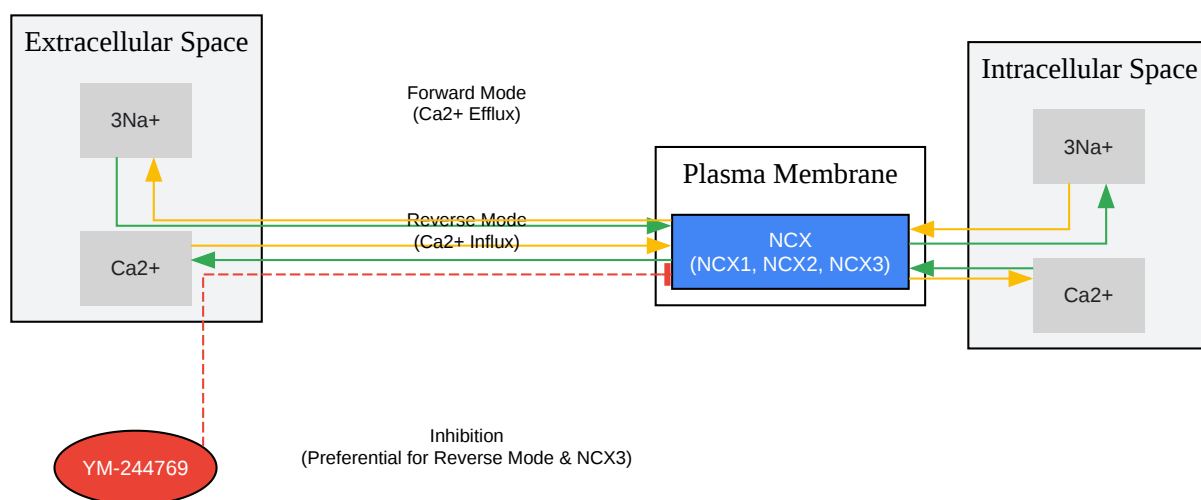 Extracellular Space
3Na+
Ca2+
Forward Mode
(Ca2+ Efflux)
Reverse Mode
(Ca2+ Influx)
Plasma Membrane
NCX
(NCX1, NCX2, NCX3)
Intracellular Space
3Na+
Ca2+
YM-244769
Inhibition
(Preferential for Reverse Mode & NCX3)